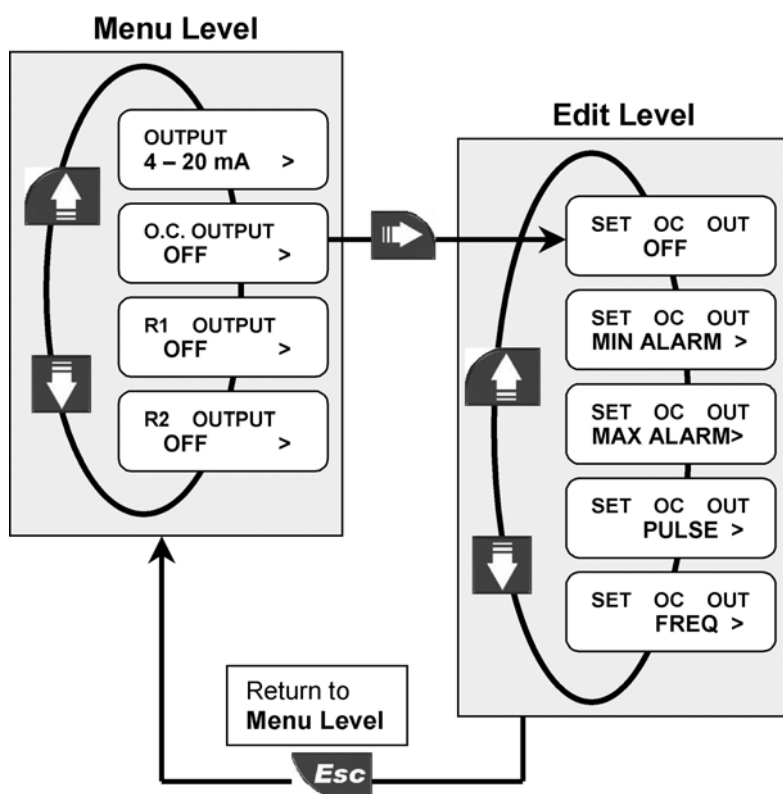 Menu Level
OUTPUT
4 – 20 mA >
O.C. OUTPUT
OFF >
R1 OUTPUT
OFF >
R2 OUTPUT
OFF >
Edit Level
SET OC OUT
OFF
SET OC OUT
MIN ALARM >
SET OC OUT
MAX ALARM>
SET OC OUT
PULSE >
SET OC OUT
FREQ >
Return to
Menu Level
Esc